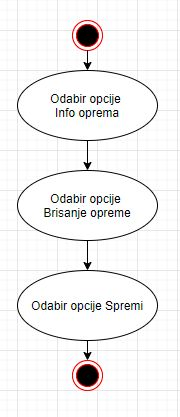 Odabir opcije
Info oprema
Odabir opcije
Brisanje opreme
Odabir opcije Spremi